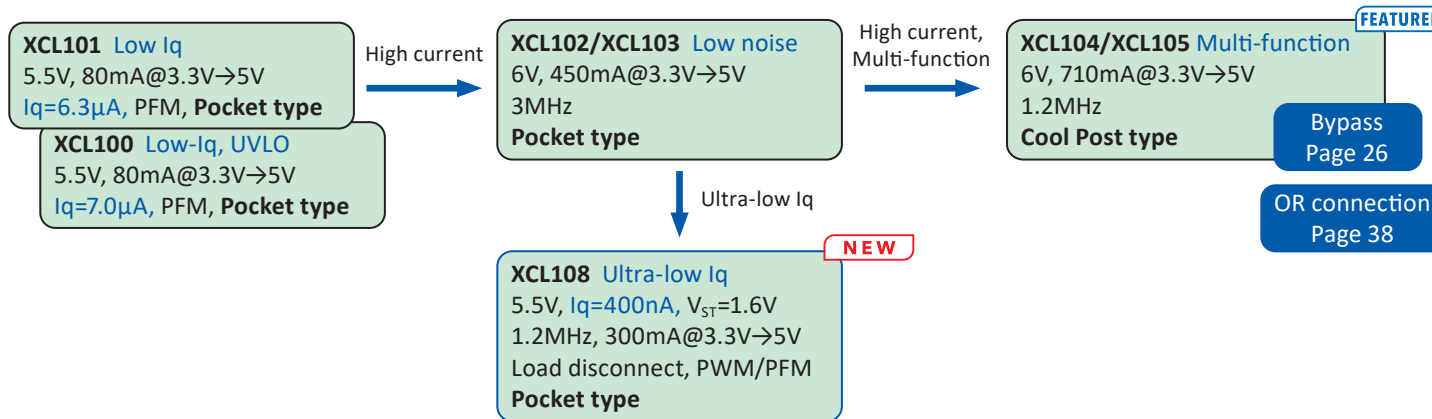 XCL101 Low Iq
5.5V, 80mA@3.3V→5V
Iq=6.3µA, PFM, Pocket type
XCL100 Low-Iq, UVLO
5.5V, 80mA@3.3V→5V
Iq=7.0µA, PFM, Pocket type
High current
XCL102/XCL103 Low noise
6V, 450mA@3.3V→5V
3MHz
Pocket type
High current,
Multi-function
FEATURE
XCL104/XCL105 Multi-function
6V, 710mA@3.3V→5V
1.2MHz
Cool Post type
Bypass
Page 26
OR connection
Page 38
Ultra-low Iq
NEW
XCL108 Ultra-low Iq
5.5V, Iq=400nA, VST=1.6V
1.2MHz, 300mA@3.3V→5V
Load disconnect, PWM/PFM
Pocket type